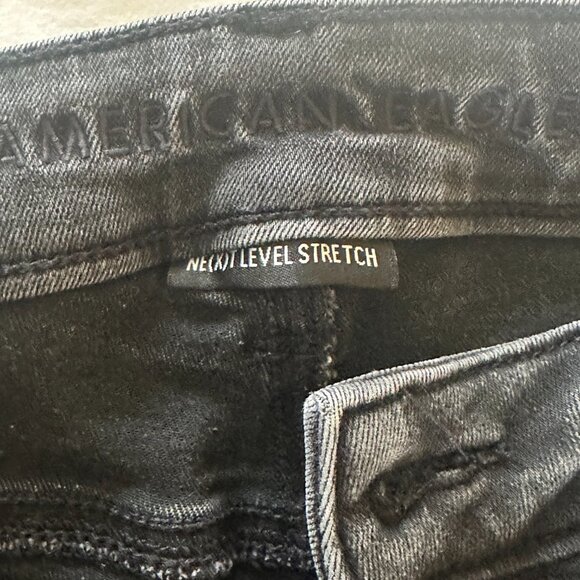 AMERICAN EAGLE
NE(X)T LEVEL STRETCH